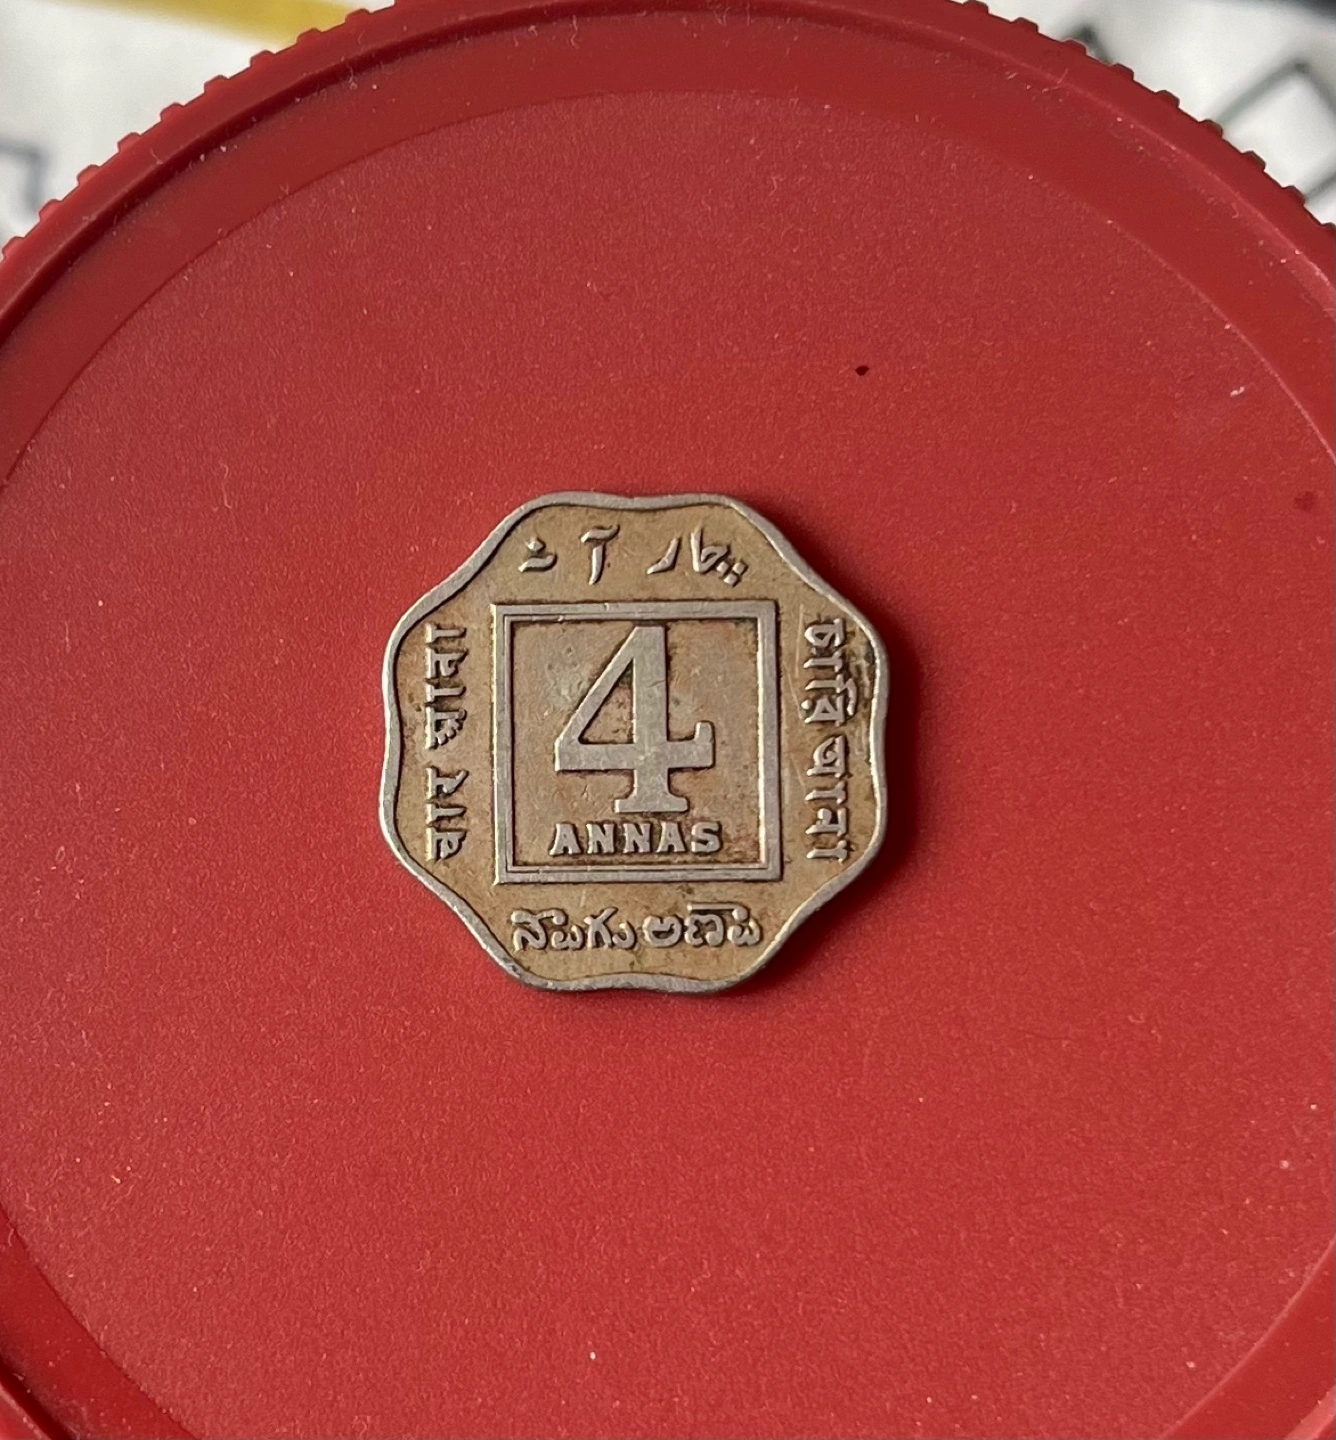 چار آنے
चार आना
4
ANNAS
চারি আনা
నాలుగు అణాలు